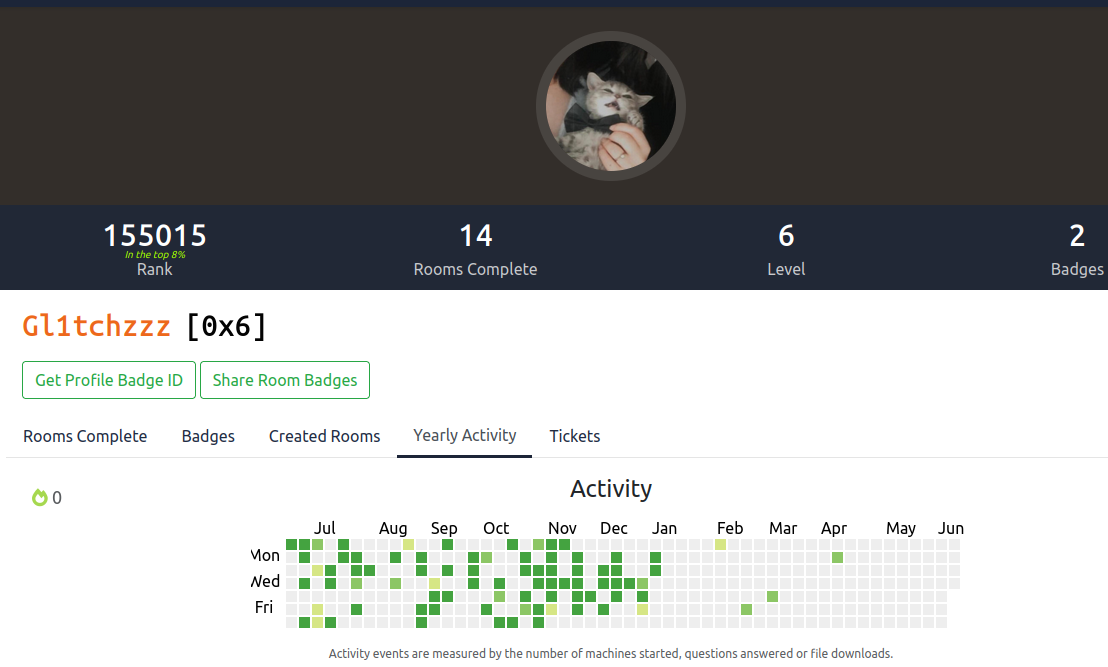 155015 14 6 2
In the top 8%
Rank Rooms Complete Level Badges
Gl1tchzzz [0x6]
Get Profile Badge ID Share Room Badges
Rooms Complete Badges Created Rooms Yearly Activity Tickets
0
Activity
Jul Aug Sep Oct Nov Dec Jan Feb Mar Apr May Jun
Mon
Wed
Fri
Activity events are measured by the number of machines started, questions answered or file downloads.